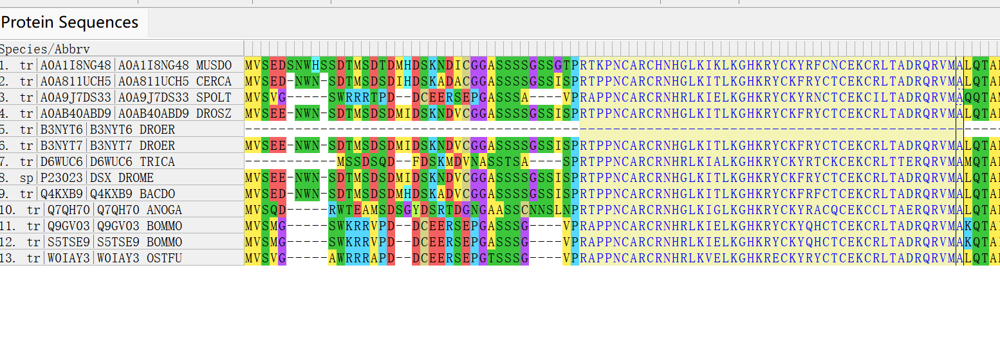 Protein Sequences
Species/Abbrv
1. tr|A0A1I8NG48|A0A1I8NG48 MUSDO MVSEDSNWHSSDTMSDTDMHDSKNDICGGASSSSGSSGTPRTKPNCARCRNHGLKIKLKGHKRYCKYRFCNCEKCRLTADRQRVMALQTA
2. tr|A0A811UCH5|A0A811UCH5 CERCA MVSED-NWN-SDTMSDSDIHDSKADACGGASSSSGSSISPRTPPNCARCRNHGLKITLKGHKRYCKFRYCTCEKCRLTADRQRVMALQTA
3. tr|A0A9J7DS33|A0A9J7DS33 SPOLT MVSVG-----SWRRRTPD--DCEERSEPGASSSA----VPRAPPNCARCRNHRLKIELKGHKRYCKYRNCTCEKCILTADRQRVMAQQTA
4. tr|A0AB40ABD9|A0AB40ABD9 DROSZ MVSEE-NWN-SDTMSDSDMIDSKNDVCGGASSSSGSSISPRTPPNCARCRNHGLKITLKGHKRYCKFRYCTCEKCRLTADRQRVMALQTA
5. tr|B3NYT6|B3NYT6 DROER ------------------------------------------------------------------------------------------
6. tr|B3NYT7|B3NYT7 DROER MVSEE-NWN-SDTMSDSDMIDSKNDVCGGASSSSGSSISPRTPPNCARCRNHGLKITLKGHKRYCKFRYCTCEKCRLTADRQRVMALQTA
7. tr|D6WUC6|D6WUC6 TRICA -----------MSSDSQD--FDSKMDVNASSTSA----SPRTPPNCARCRNHRLKIALKGHKRYCKYRTCKCEKCRLTTERQRVMAMQTA
8. sp|P23023|DSX DROME MVSEE-NWN-SDTMSDSDMIDSKNDVCGGASSSSGSSISPRTPPNCARCRNHGLKITLKGHKRYCKFRYCTCEKCRLTADRQRVMALQTA
9. tr|Q4KXB9|Q4KXB9 BACDO MVSED-NWN-SDTMSDSDMHDSKADVCGGASSSSGSSISPRTPPNCARCRNHGLKITLKGHKRYCKFRFCTCEKCRLTADRQRVMALQTA
10. tr|Q7QH70|Q7QH70 ANOGA MVSQD-----RWTEAMSDSGYDSRTDGNGAASSCNNSLNPRTPPNCARCRNHGLKIGLKGHKRYCKYRACQCEKCCLTAERQRVMALQTA
11. tr|Q9GV03|Q9GV03 BOMMO MVSMG-----SWKRRVPD--DCEERSEPGASSSG----VPRAPPNCARCRNHRLKIELKGHKRYCKYQHCTCEKCRLTADRQRVMAKQTA
12. tr|S5TSE9|S5TSE9 BOMMO MVSMG-----SWKRRVPD--DCEERSEPGASSSG----VPRAPPNCARCRNHRLKIELKGHKRYCKYQHCTCEKCRLTADRQRVMAKQTA
13. tr|W0IAY3|W0IAY3 OSTFU MVSVG-----AWRRRAPD--DCEERSEPGTSSSG----VPRAPPNCARCRNHRLKVELKGHKRECKYRYCTCEKCRLTADRQRVMALQTA